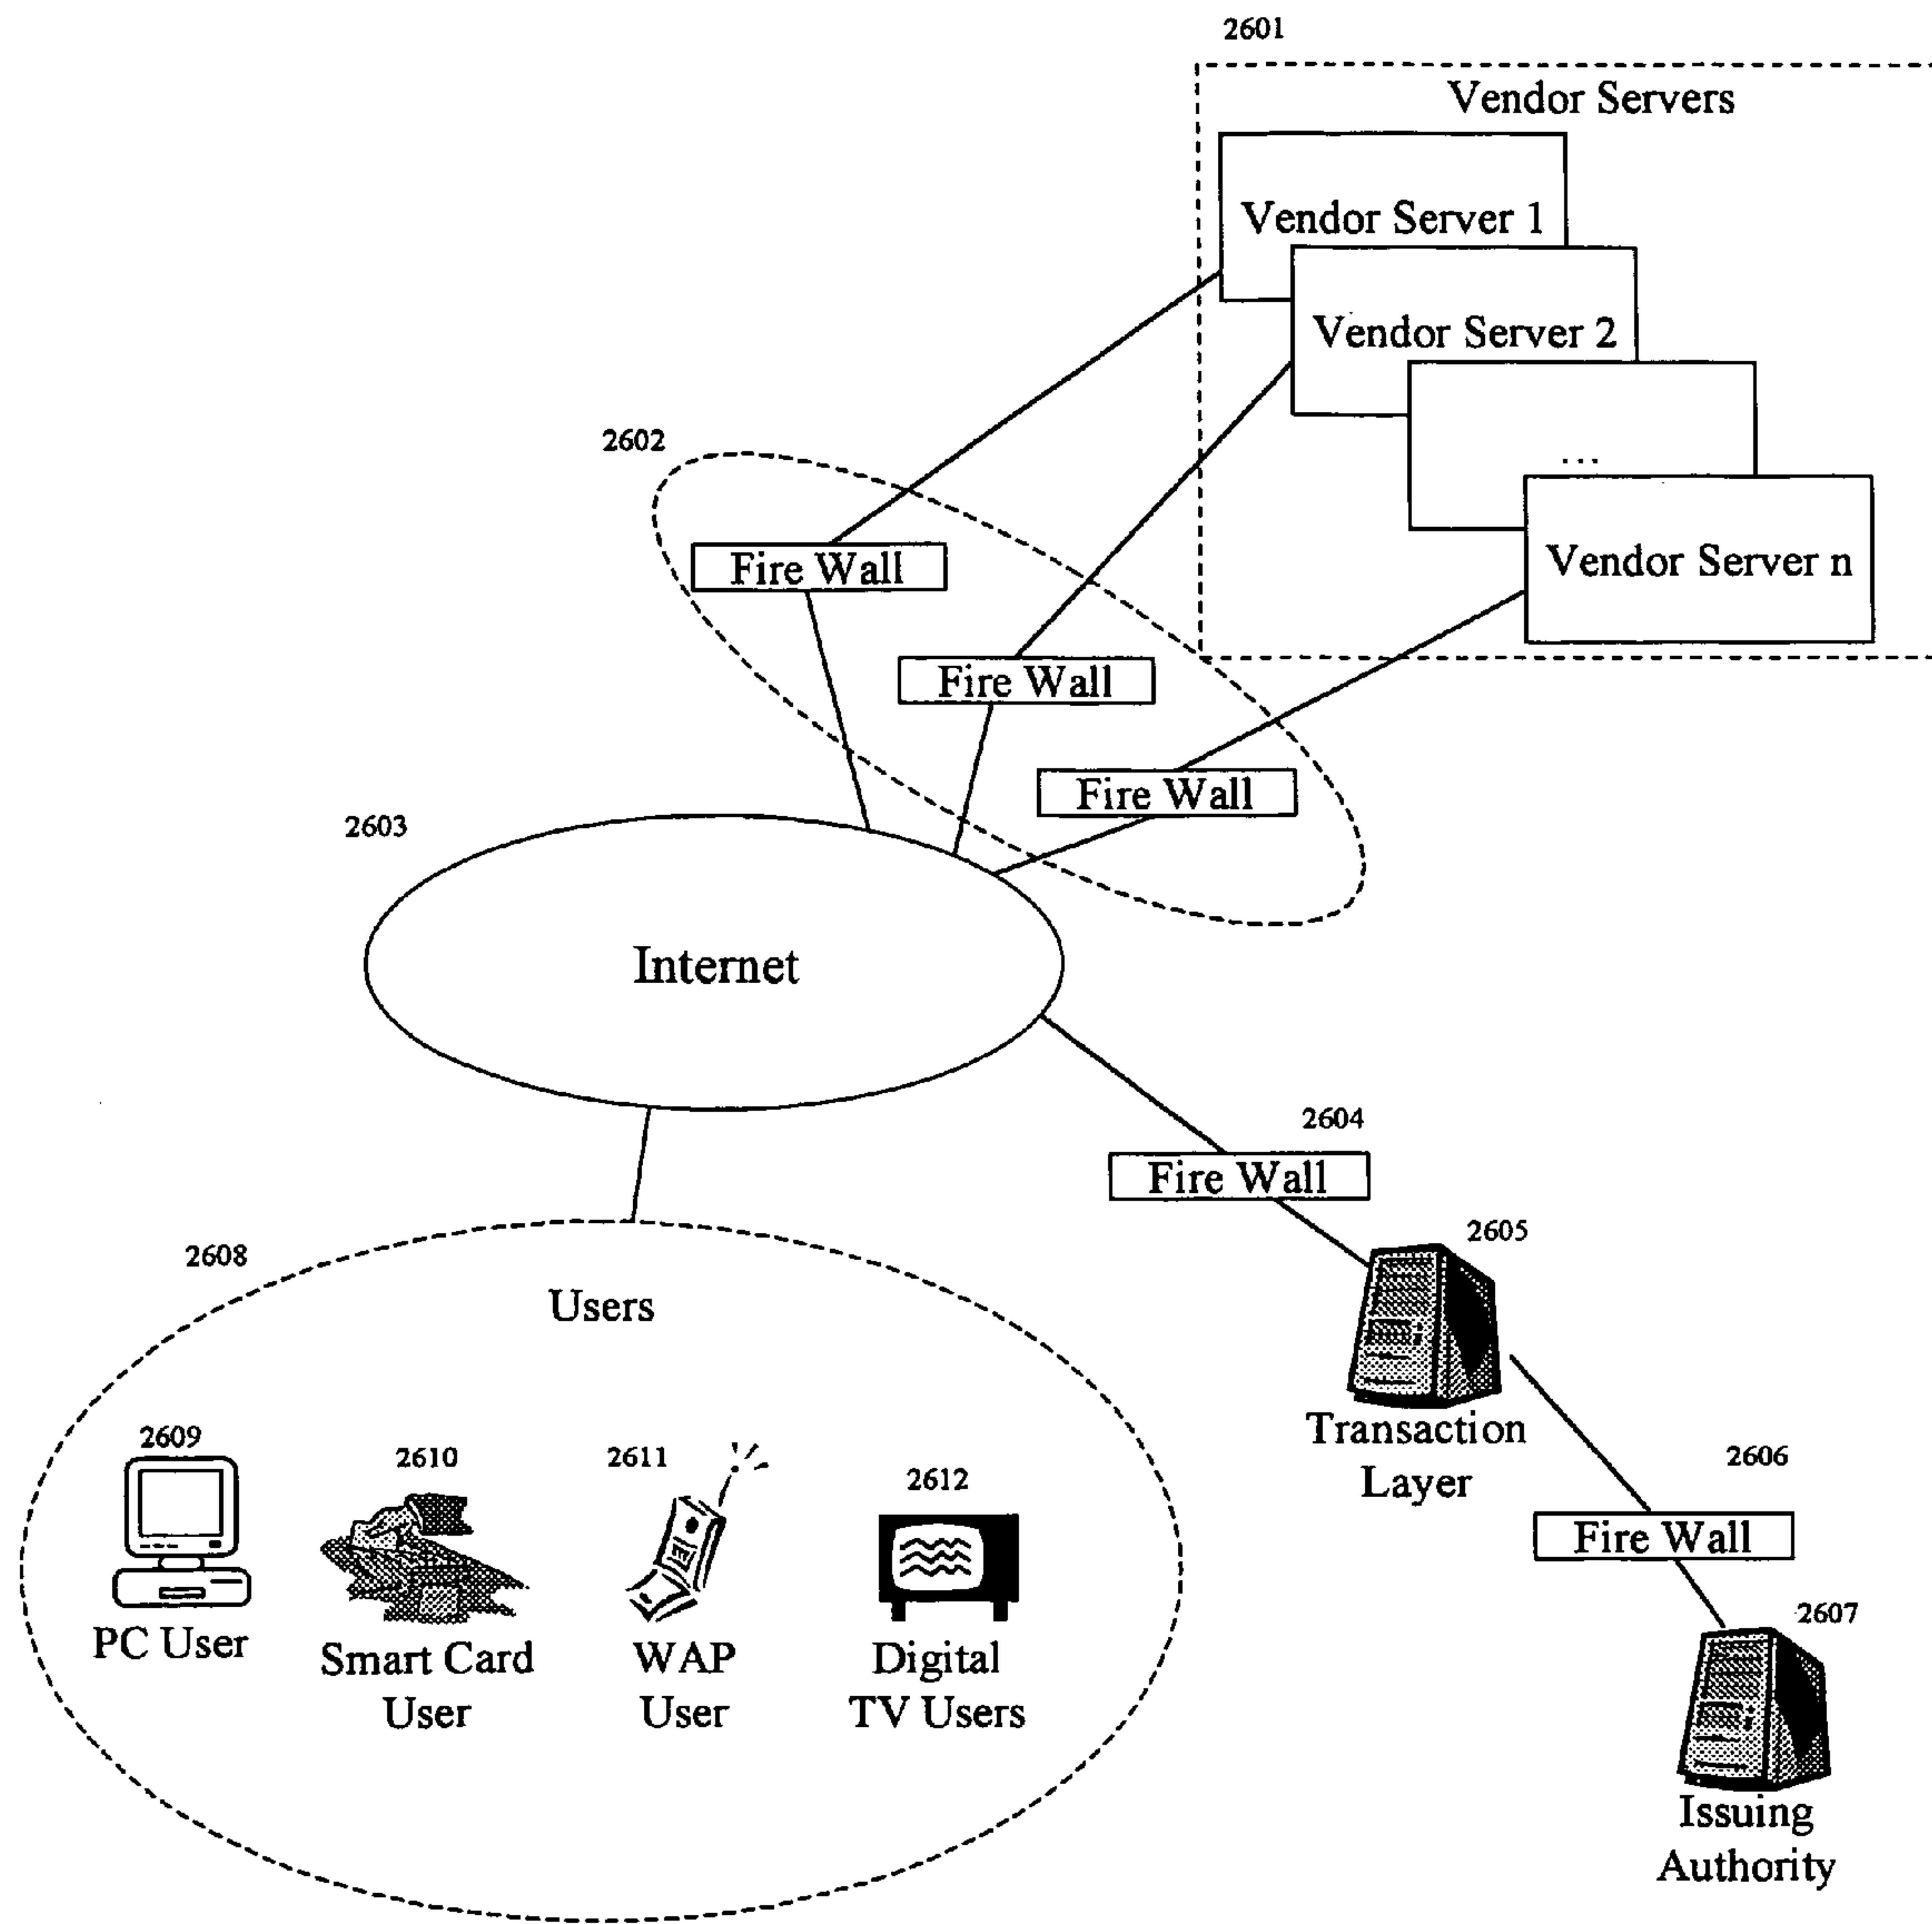 2601
Vendor Servers
Vendor Server 1
Vendor Server 2
...
Vendor Server n
2602
Fire Wall
Fire Wall
Fire Wall
2603
Internet
2604
Fire Wall
2605
Transaction
Layer
2606
Fire Wall
2607
Issuing
Authority
2608
Users
2609
PC User
2610
Smart Card
User
2611
WAP
User
2612
Digital
TV Users